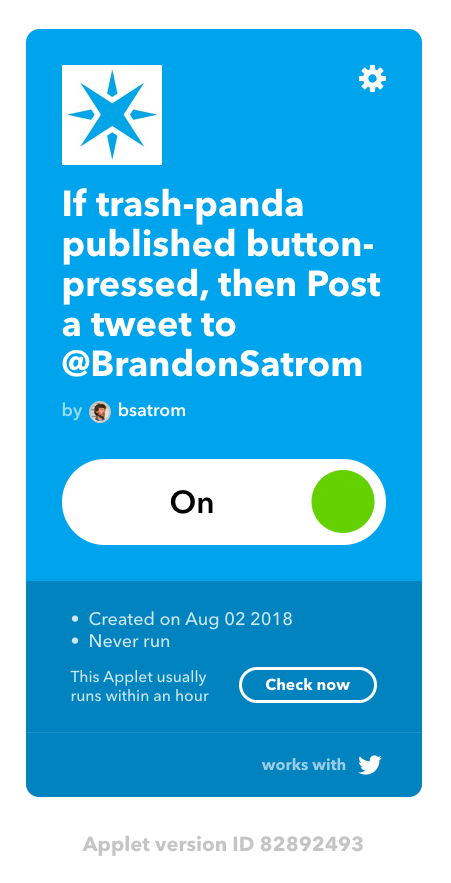 If trash-panda
published button-
pressed, then Post
a tweet to
@BrandonSatrom
by bsatrom
On
• Created on Aug 02 2018
• Never run
This Applet usually
runs within an hour
Check now
works with
Applet version ID 82892493